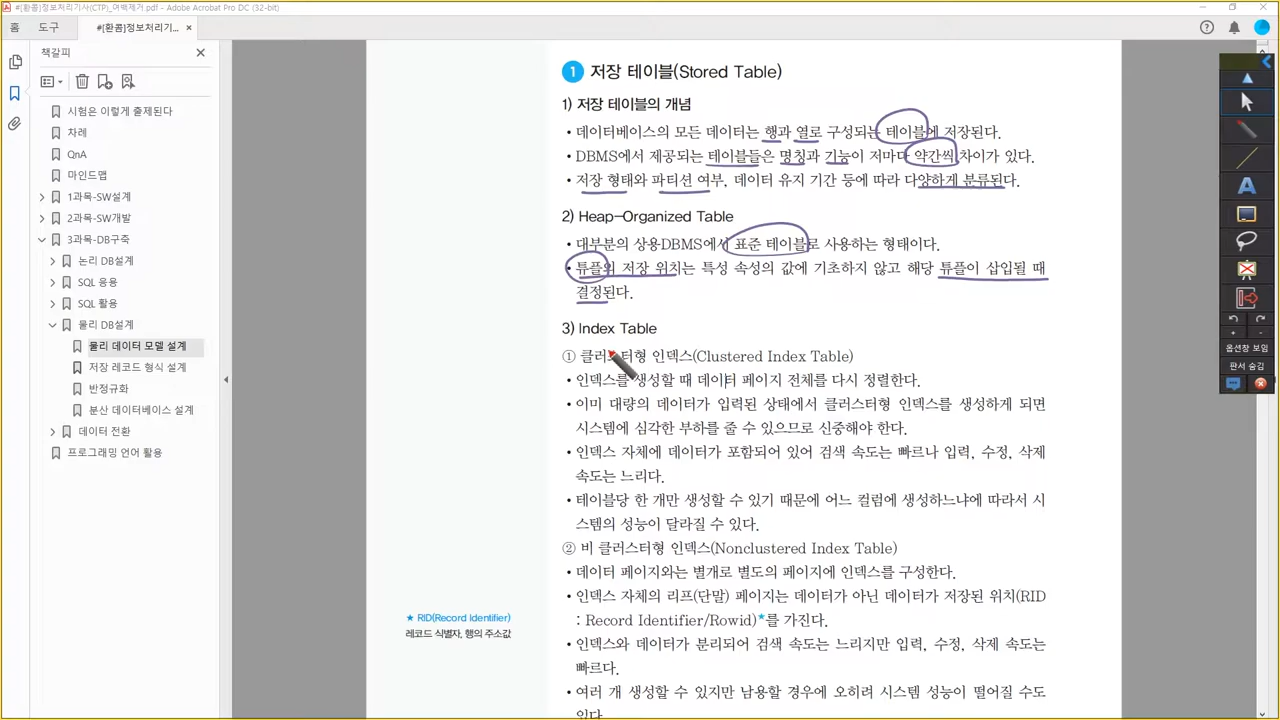 #[환콤]정보처리기사(CTP)_여백제거.pdf - Adobe Acrobat Pro DC (32-bit)
홈 도구 #[환콤]정보처리기... ×
책갈피
시험은 이렇게 출제된다
차례
QnA
마인드맵
1과목-SW설계
2과목-SW개발
3과목-DB구축
논리 DB설계
SQL 응용
SQL 활용
물리 DB설계
물리 데이터 모델 설계
저장 레코드 형식 설계
반정규화
분산 데이터베이스 설계
데이터 전환
프로그래밍 언어 활용
1 저장 테이블(Stored Table)
1) 저장 테이블의 개념
• 데이터베이스의 모든 데이터는 행과 열로 구성되는 테이블에 저장된다.
• DBMS에서 제공되는 테이블들은 명칭과 기능이 저마다 약간씩 차이가 있다.
• 저장 형태와 파티션 여부, 데이터 유지 기간 등에 따라 다양하게 분류된다.
2) Heap-Organized Table
• 대부분의 상용DBMS에서 표준 테이블로 사용하는 형태이다.
• 튜플의 저장 위치는 특성 속성의 값에 기초하지 않고 해당 튜플이 삽입될 때
결정된다.
3) Index Table
① 클러스터형 인덱스(Clustered Index Table)
• 인덱스를 생성할 때 데이터 페이지 전체를 다시 정렬한다.
• 이미 대량의 데이터가 입력된 상태에서 클러스터형 인덱스를 생성하게 되면
시스템에 심각한 부하를 줄 수 있으므로 신중해야 한다.
• 인덱스 자체에 데이터가 포함되어 있어 검색 속도는 빠르나 입력, 수정, 삭제
속도는 느리다.
• 테이블당 한 개만 생성할 수 있기 때문에 어느 컬럼에 생성하느냐에 따라서 시
스템의 성능이 달라질 수 있다.
② 비 클러스터형 인덱스(Nonclustered Index Table)
• 데이터 페이지와는 별개로 별도의 페이지에 인덱스를 구성한다.
• 인덱스 자체의 리프(단말) 페이지는 데이터가 아닌 데이터가 저장된 위치(RID
: Record Identifier/Rowid)★를 가진다.
• 인덱스와 데이터가 분리되어 검색 속도는 느리지만 입력, 수정, 삭제 속도는
빠르다.
• 여러 개 생성할 수 있지만 남용할 경우에 오히려 시스템 성능이 떨어질 수도
있다.
★ RID(Record Identifier)
레코드 식별자, 행의 주소값
A
옵션창 보임
판서 숨김